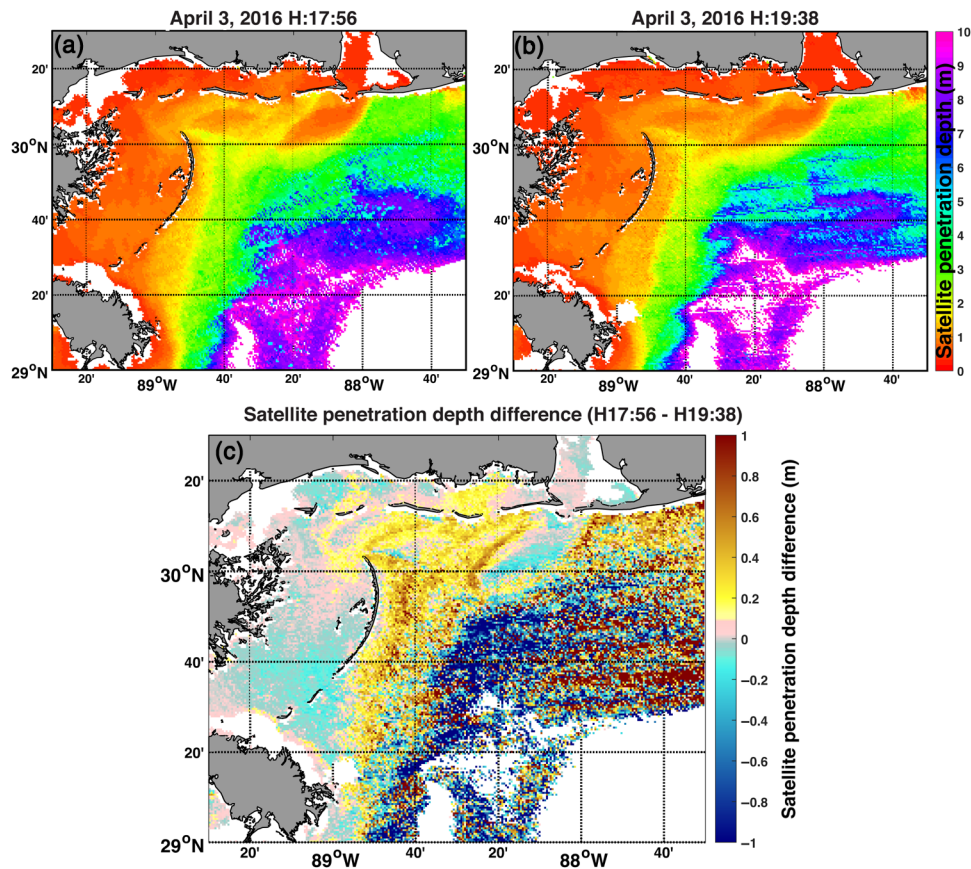 April 3, 2016 H:17:56
April 3, 2016 H:19:38
(a)
20'
30°N
40'
20'
29°N
20'
89°W
40'
20'
88°W
40'
(b)
20'
30°N
40'
20'
29°N
20'
89°W
40'
20'
88°W
40'
10
9
8
7
6
5
4
3
2
1
0
Satellite penetration depth (m)
Satellite penetration depth difference (H17:56 - H19:38)
(c)
20'
30°N
40'
20'
29°N
20'
89°W
40'
20'
88°W
40'
1
0.8
0.6
0.4
0.2
0
−0.2
−0.4
−0.6
−0.8
−1
Satellite penetration depth difference (m)